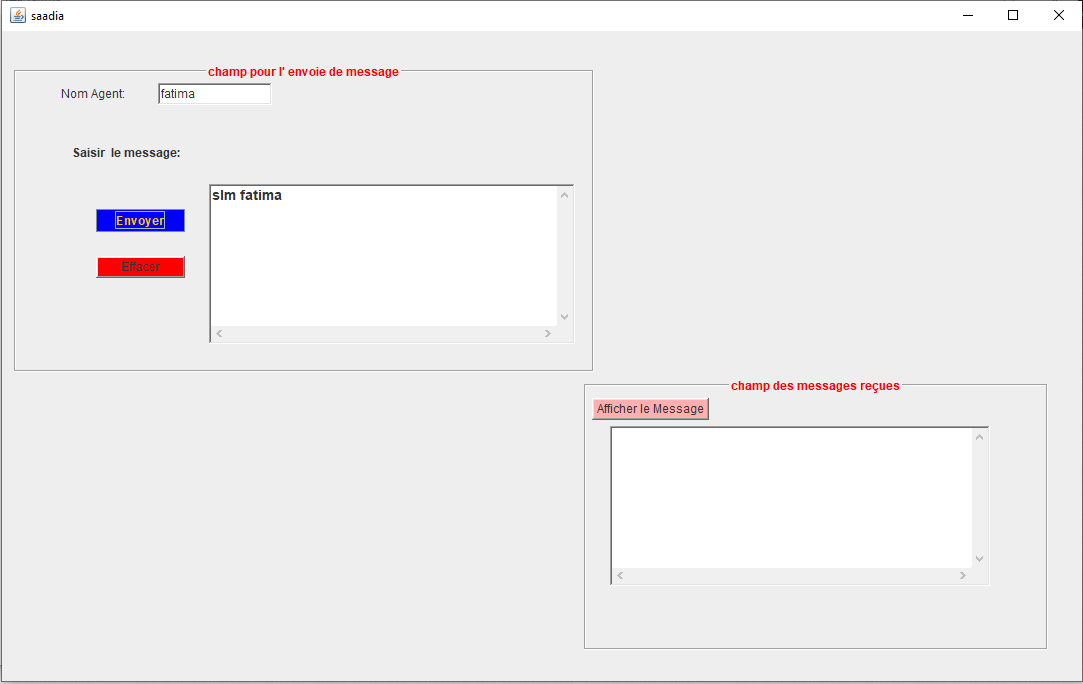 saadia
champ pour l' envoie de message
Nom Agent:
fatima
Saisir  le message:
slm fatima
Envoyer
Effacer
champ des messages reçues
Afficher le Message